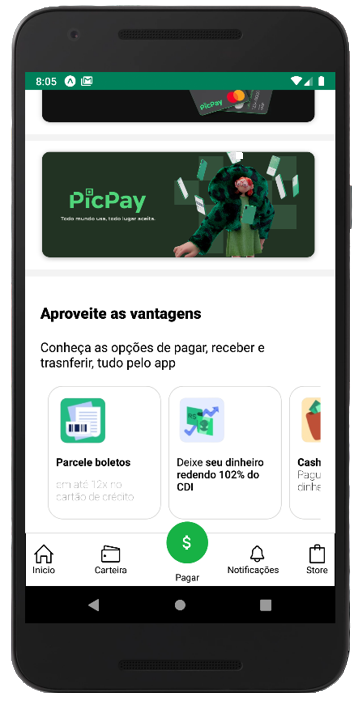 8:05
PicPay
PicPay
Todo mundo usa, todo lugar aceita.
Aproveite as vantagens
Conheça as opções de pagar, receber e
trasnferir, tudo pelo app
Parcele boletos
em até 12x no
cartão de crédito
Deixe seu dinheiro
redendo 102% do
CDI
Cash
Pagu
dinhe
$
Inicio
Carteira
Pagar
Notificações
Store